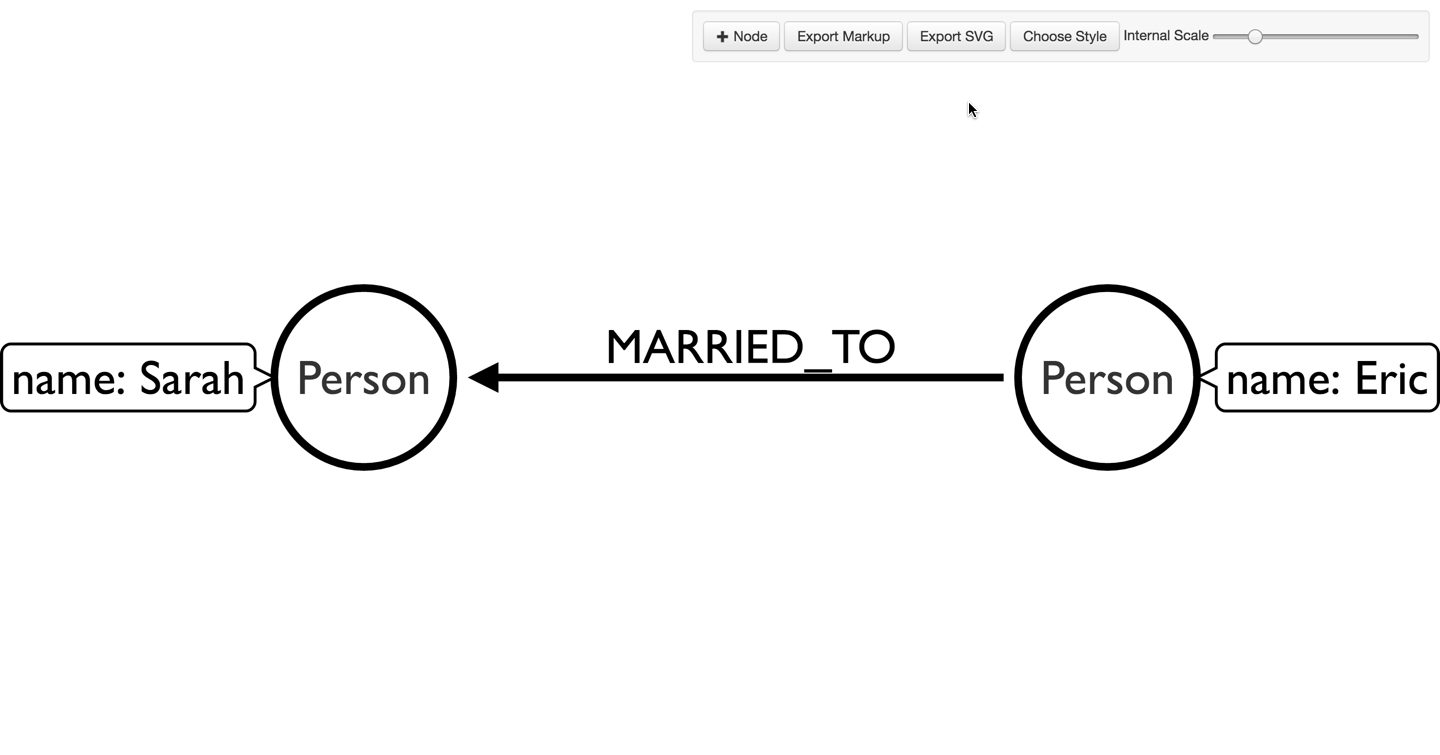 + Node Export Markup Export SVG Choose Style Internal Scale
MARRIED_TO
name: Sarah Person Person name: Eric